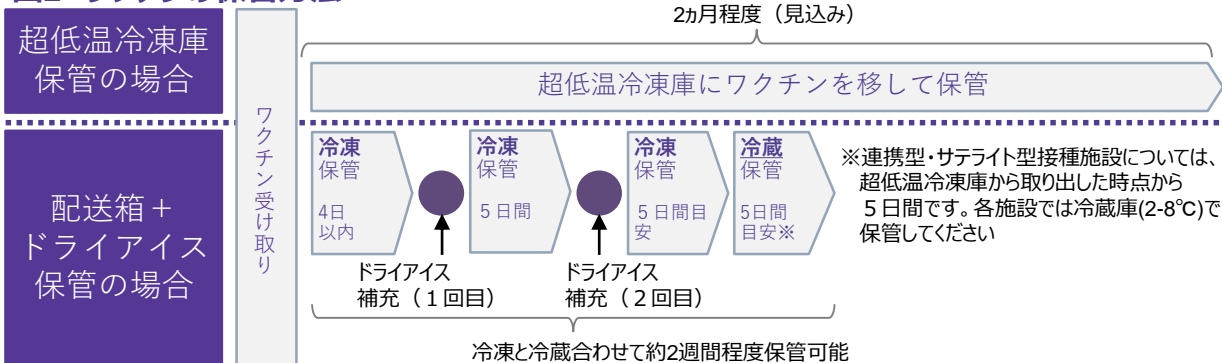 2ヵ月程度（見込み）
超低温冷凍庫
保管の場合
超低温冷凍庫にワクチンを移して保管
ワクチン受け取り
配送箱＋
ドライアイス
保管の場合
冷凍
保管
4日
以内
冷凍
保管
５日間
冷凍
保管
５日間目
安
冷蔵
保管
5日間
目安※
※連携型・サテライト型接種施設については、
超低温冷凍庫から取り出した時点から
５日間です。各施設では冷蔵庫(2-8℃)で
保管してください
ドライアイス
補充（１回目）
ドライアイス
補充（２回目）
冷凍と冷蔵合わせて約2週間程度保管可能